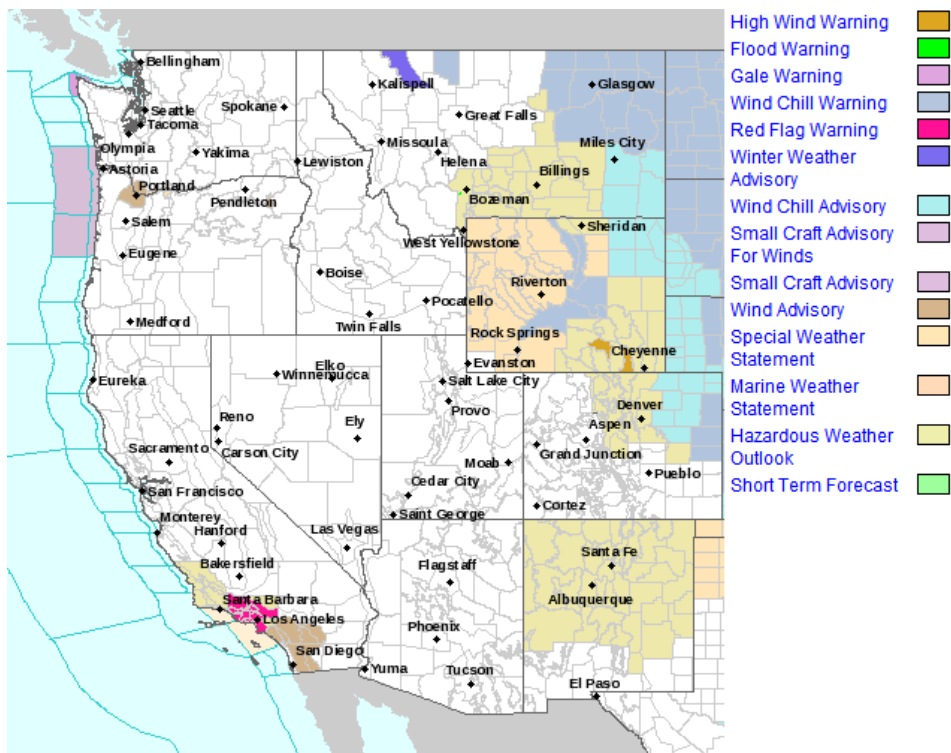 Bellingham
Seattle
Tacoma
Spokane
Olympia
Yakima
Astoria
Portland
Pendleton
Lewiston
Salem
Eugene
Medford
Kalispell
Great Falls
Missoula
Helena
Glasgow
Miles City
Billings
Bozeman
West Yellowstone
Sheridan
Boise
Pocatello
Twin Falls
Riverton
Rock Springs
Cheyenne
Evanston
Eureka
Elko
Winnemucca
Reno
Ely
Carson City
Sacramento
San Francisco
Monterey
Hanford
Bakersfield
Las Vegas
Salt Lake City
Provo
Moab
Cedar City
Saint George
Denver
Aspen
Grand Junction
Pueblo
Cortez
Santa Barbara
Los Angeles
San Diego
Flagstaff
Phoenix
Yuma
Tucson
Santa Fe
Albuquerque
El Paso
High Wind Warning
Flood Warning
Gale Warning
Wind Chill Warning
Red Flag Warning
Winter Weather
Advisory
Wind Chill Advisory
Small Craft Advisory
For Winds
Small Craft Advisory
Wind Advisory
Special Weather
Statement
Marine Weather
Statement
Hazardous Weather
Outlook
Short Term Forecast